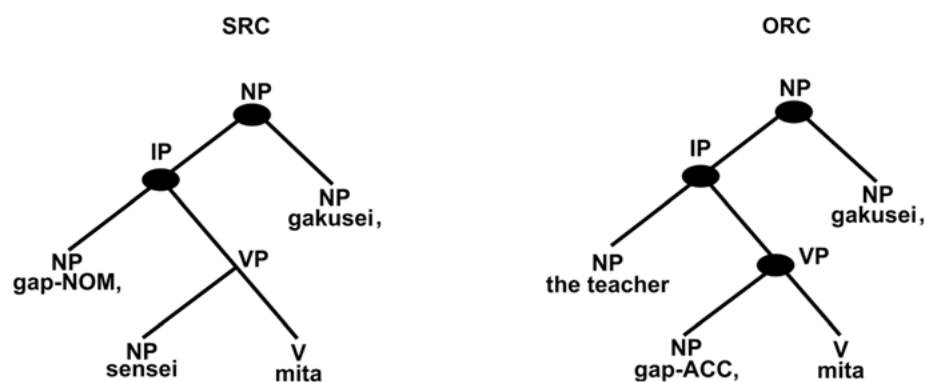 SRC
NP
IP
NP
gakusei,
NP
gap-NOM,
VP
NP
sensei
V
mita
ORC
NP
IP
NP
gakusei,
NP
the teacher
VP
NP
gap-ACC,
V
mita